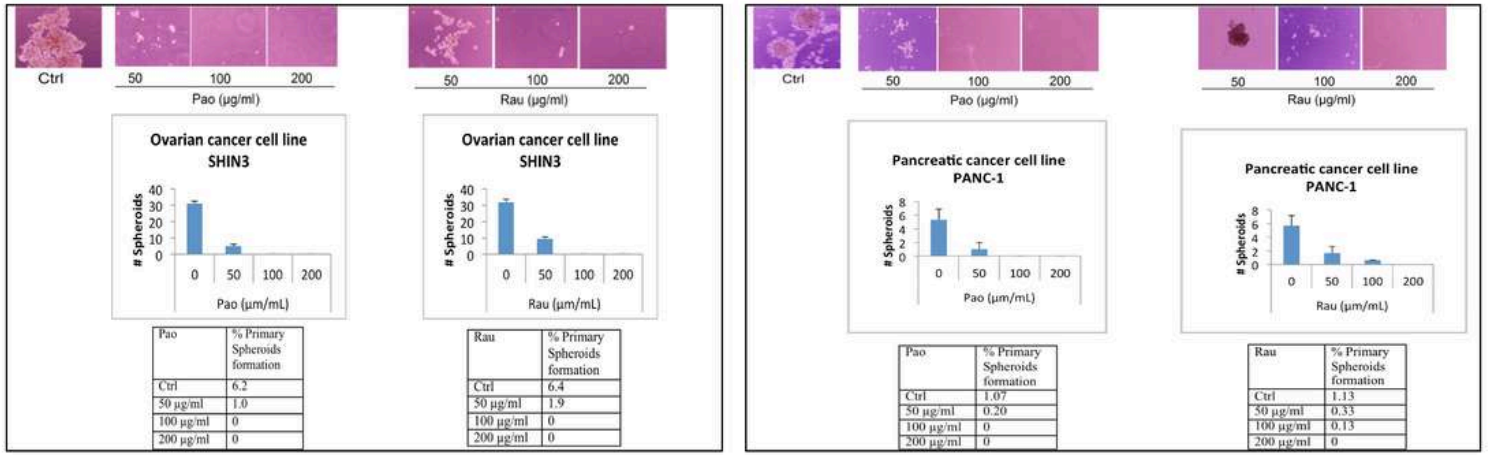 Ctrl
50 100 200
Pao (µg/ml)
50 100 200
Rau (µg/ml)
Ovarian cancer cell line
SHIN3
# Spheroids
40
30
20
10
0
0 50 100 200
Pao (µm/mL)
Ovarian cancer cell line
SHIN3
# Spheroids
40
30
20
10
0
0 50 100 200
Rau (µm/mL)
Pao % Primary
Spheroids
formation
Ctrl 6.2
50 µg/ml 1.0
100 µg/ml 0
200 µg/ml 0
Rau % Primary
Spheroids
formation
Ctrl 6.4
50 µg/ml 1.9
100 µg/ml 0
200 µg/ml 0
Ctrl
50 100 200
Pao (µg/ml)
50 100 200
Rau (µg/ml)
Pancreatic cancer cell line
PANC-1
# Spheroids
8
6
4
2
0
0 50 100 200
Pao (µm/mL)
Pancreatic cancer cell line
PANC-1
# Spheroids
8
6
4
2
0
0 50 100 200
Rau (µm/mL)
Pao % Primary
Spheroids
formation
Ctrl 1.07
50 µg/ml 0.20
100 µg/ml 0
200 µg/ml 0
Rau % Primary
Spheroids
formation
Ctrl 1.13
50 µg/ml 0.33
100 µg/ml 0.13
200 µg/ml 0